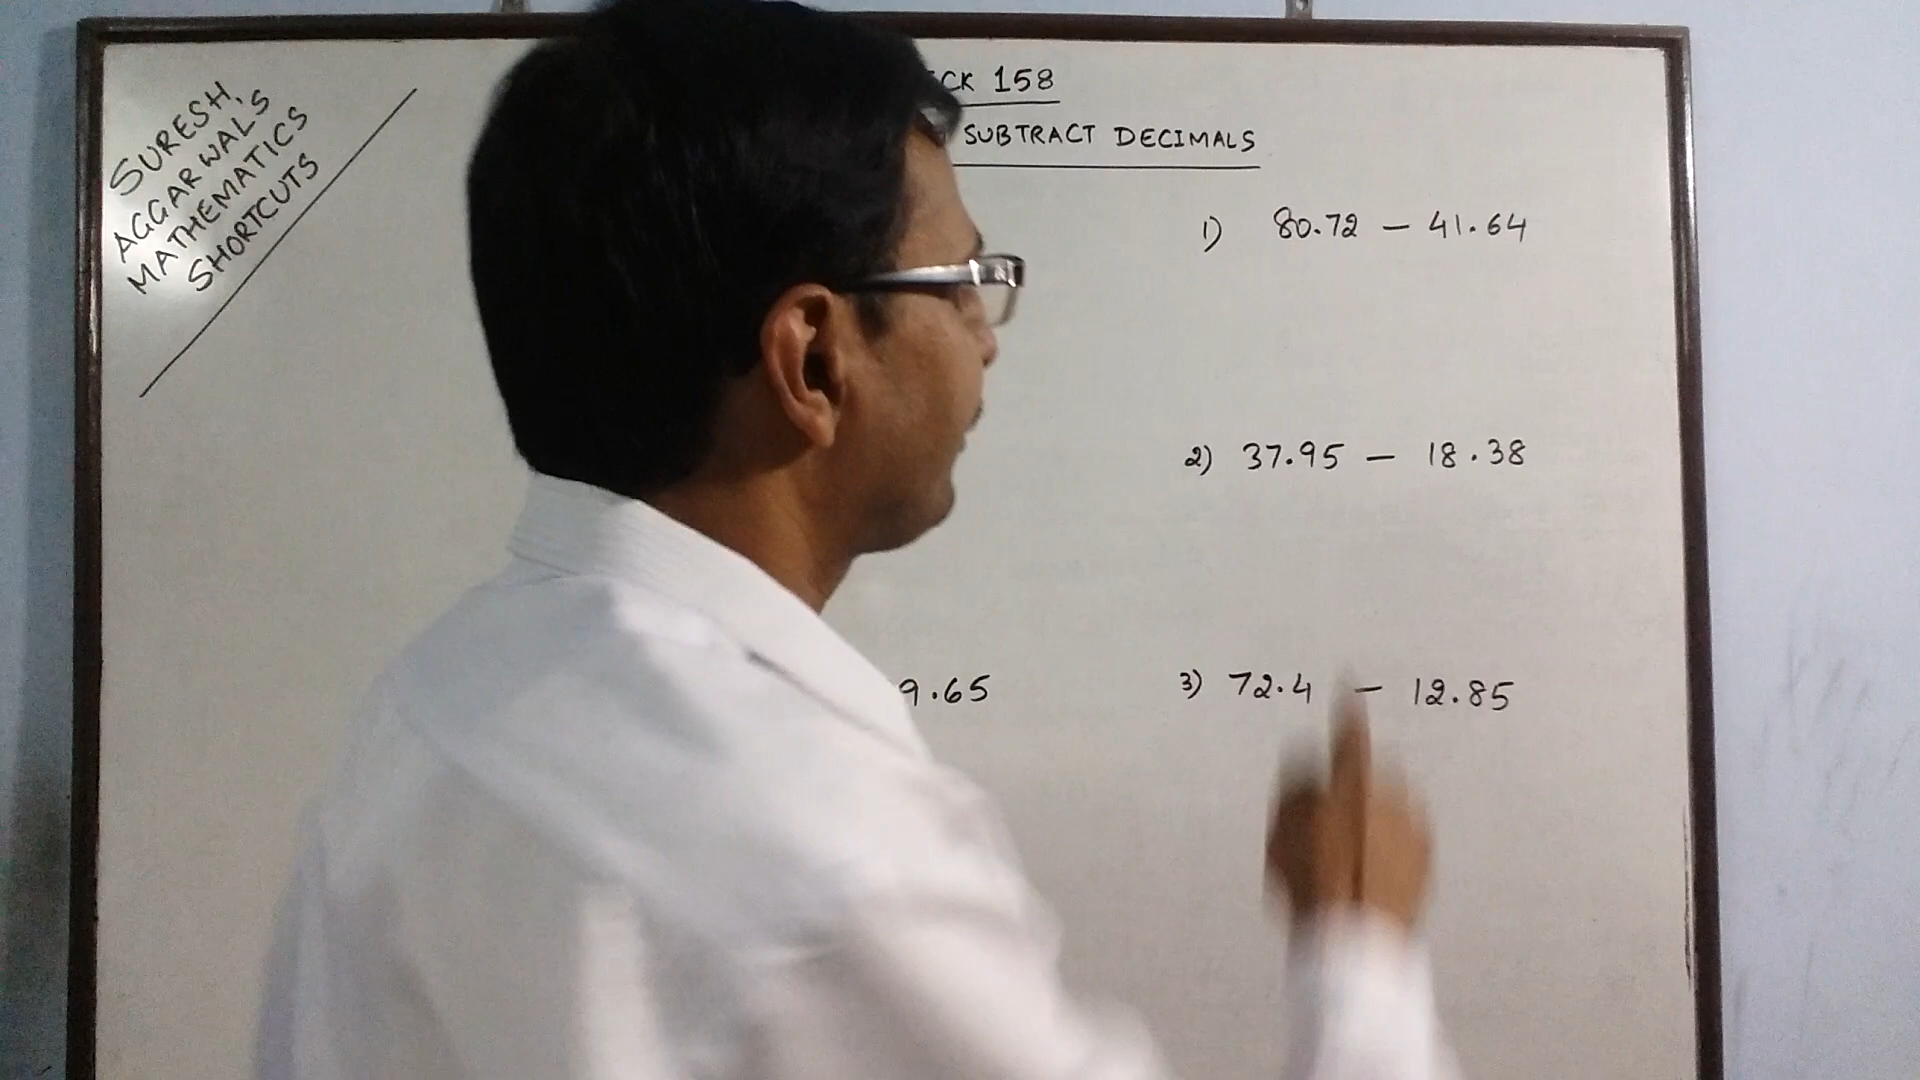 SURESH
AGGARWAL'S
MATHEMATICS
SHORTCUTS
CK 158
SUBTRACT DECIMALS
1) 80.72 - 41.64
2) 37.95 - 18.38
9.65
3) 72.4 - 12.85